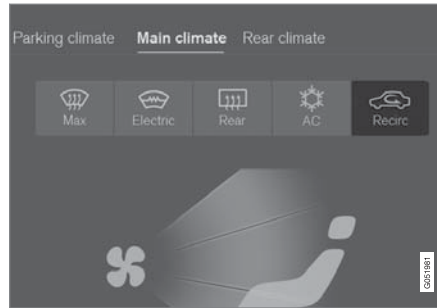 Parking climate Main climate Rear climate
Max Electric Rear AC Recirc
G051981